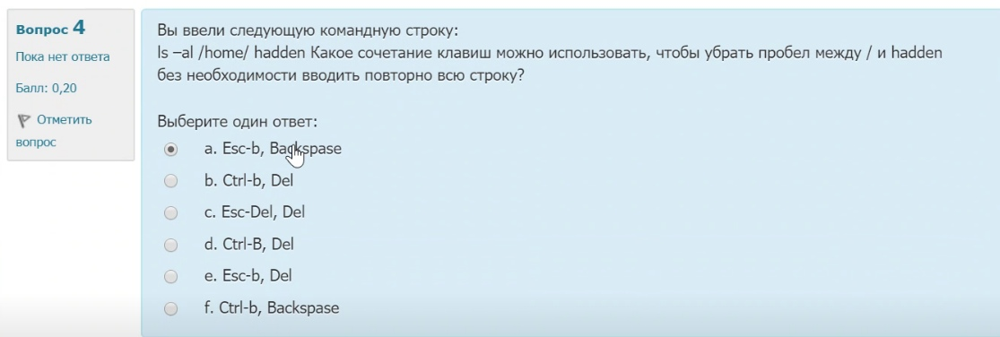 Вопрос 4
Пока нет ответа
Балл: 0,20
Отметить
вопрос
Вы ввели следующую командную строку:
ls –al /home/ hadden Какое сочетание клавиш можно использовать, чтобы убрать пробел между / и hadden
без необходимости вводить повторно всю строку?
Выберите один ответ:
a. Esc-b, Backspase
b. Ctrl-b, Del
c. Esc-Del, Del
d. Ctrl-B, Del
e. Esc-b, Del
f. Ctrl-b, Backspase